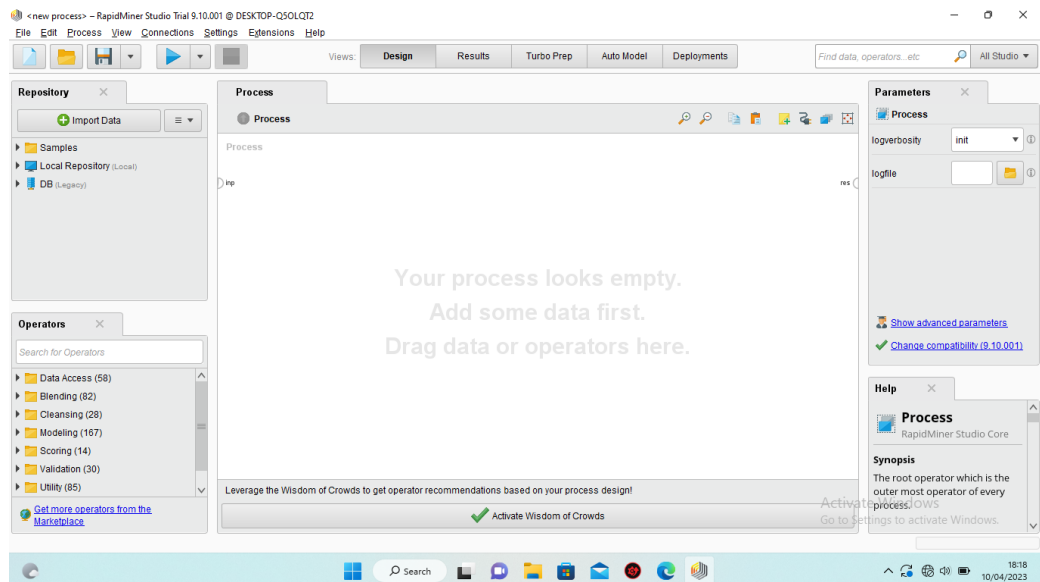 <new process> – RapidMiner Studio Trial 9.10.001 @ DESKTOP-Q5OLQT2
File Edit Process View Connections Settings Extensions Help
Views: Design Results Turbo Prep Auto Model Deployments Find data, operators...etc All Studio
Repository
Import Data
Samples
Local Repository (Local)
DB (Legacy)
Operators
Search for Operators
Data Access (58)
Blending (82)
Cleansing (28)
Modeling (167)
Scoring (14)
Validation (30)
Utility (85)
Get more operators from the
Marketplace
Process
Process
Process
inp res
Your process looks empty.
Add some data first.
Drag data or operators here.
Leverage the Wisdom of Crowds to get operator recommendations based on your process design!
Activate Wisdom of Crowds
Parameters
Process
logverbosity init
logfile
Show advanced parameters
Change compatibility (9.10.001)
Help
Process
RapidMiner Studio Core
Synopsis
The root operator which is the
outer most operator of every
process.
Activate Windows
Go to Settings to activate Windows.
Search
18:18
10/04/2023